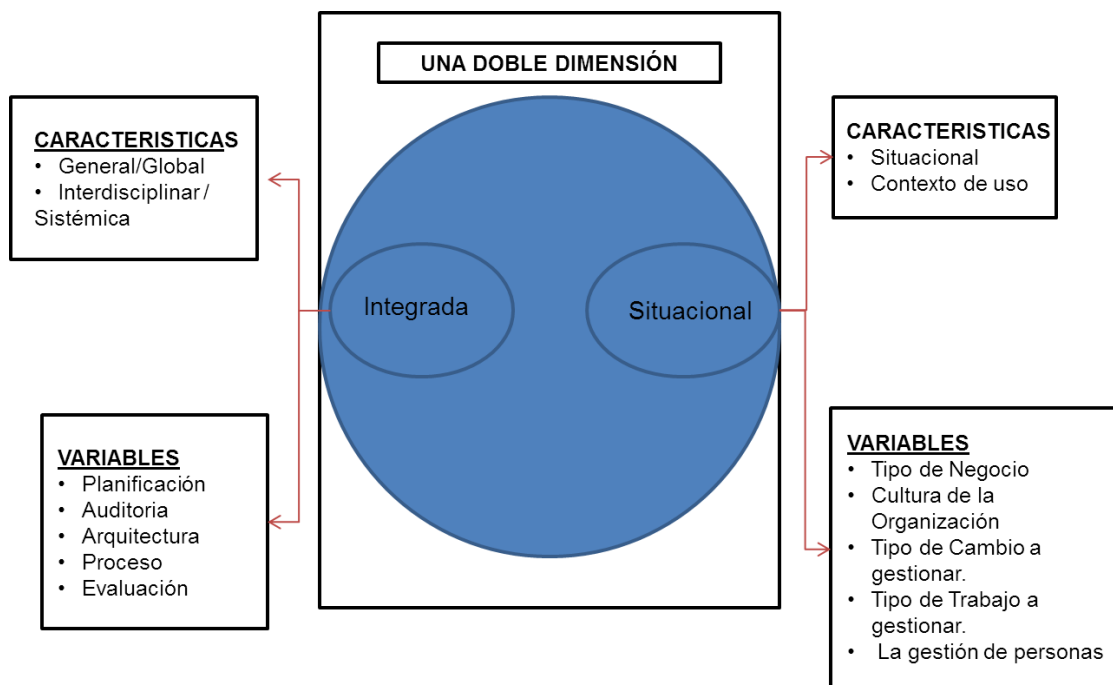 UNA DOBLE DIMENSIÓN
CARACTERISTICAS
• General/Global
• Interdisciplinar /
Sistémica
Integrada
VARIABLES
• Planificación
• Auditoria
• Arquitectura
• Proceso
• Evaluación
CARACTERISTICAS
• Situacional
• Contexto de uso
Situacional
VARIABLES
• Tipo de Negocio
• Cultura de la
Organización
• Tipo de Cambio a
gestionar.
• Tipo de Trabajo a
gestionar.
• La gestión de personas